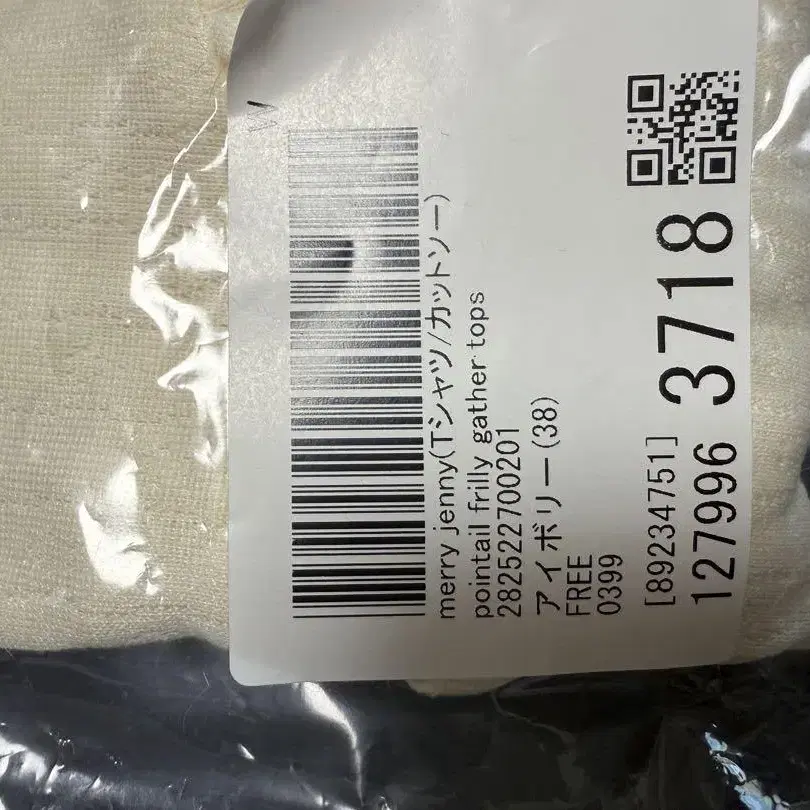 W
merry jenny(Tシャツ/カットソー)
pointail frilly gather tops
282522700201
アイボリー(38)
FREE
0399
[89234751]
127996 3718